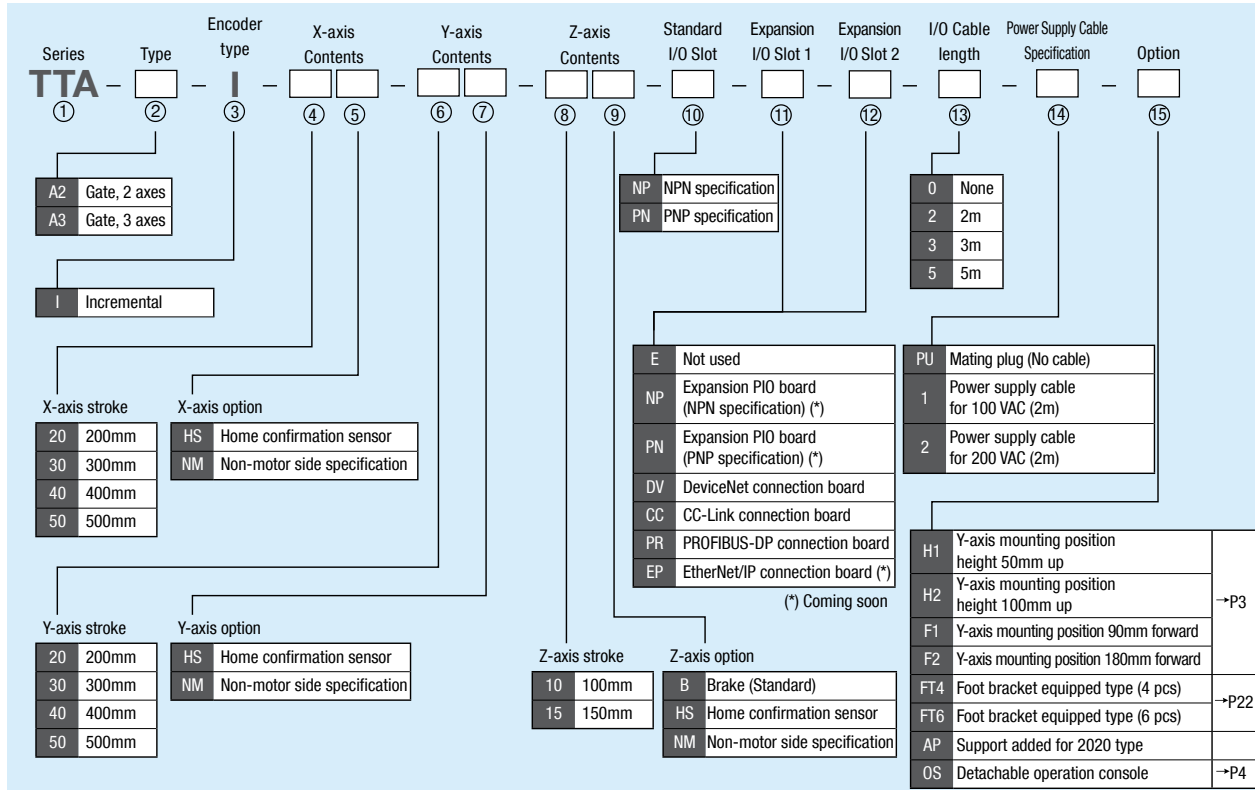 Series
Type
Encoder
type
X-axis
Contents
Y-axis
Contents
Z-axis
Contents
Standard
I/O Slot
Expansion
I/O Slot 1
Expansion
I/O Slot 2
I/O Cable
length
Power Supply Cable
Specification
Option
TTA – – I – – – – – – – – –
① ② ③ ④ ⑤ ⑥ ⑦ ⑧ ⑨ ⑩ ⑪ ⑫ ⑬ ⑭ ⑮
A2 Gate, 2 axes
A3 Gate, 3 axes
I Incremental
X-axis stroke
20 200mm
30 300mm
40 400mm
50 500mm
X-axis option
HS Home confirmation sensor
NM Non-motor side specification
Y-axis stroke
20 200mm
30 300mm
40 400mm
50 500mm
Y-axis option
HS Home confirmation sensor
NM Non-motor side specification
Z-axis stroke
10 100mm
15 150mm
Z-axis option
B Brake (Standard)
HS Home confirmation sensor
NM Non-motor side specification
NP NPN specification
PN PNP specification
E Not used
NP Expansion PIO board
(NPN specification) (*)
PN Expansion PIO board
(PNP specification) (*)
DV DeviceNet connection board
CC CC-Link connection board
PR PROFIBUS-DP connection board
EP EtherNet/IP connection board (*)
(*) Coming soon
0 None
2 2m
3 3m
5 5m
PU Mating plug (No cable)
1 Power supply cable
for 100 VAC (2m)
2 Power supply cable
for 200 VAC (2m)
H1 Y-axis mounting position
height 50mm up
H2 Y-axis mounting position
height 100mm up
F1 Y-axis mounting position 90mm forward
F2 Y-axis mounting position 180mm forward
→P3
FT4 Foot bracket equipped type (4 pcs)
FT6 Foot bracket equipped type (6 pcs)
→P22
AP Support added for 2020 type
OS Detachable operation console →P4